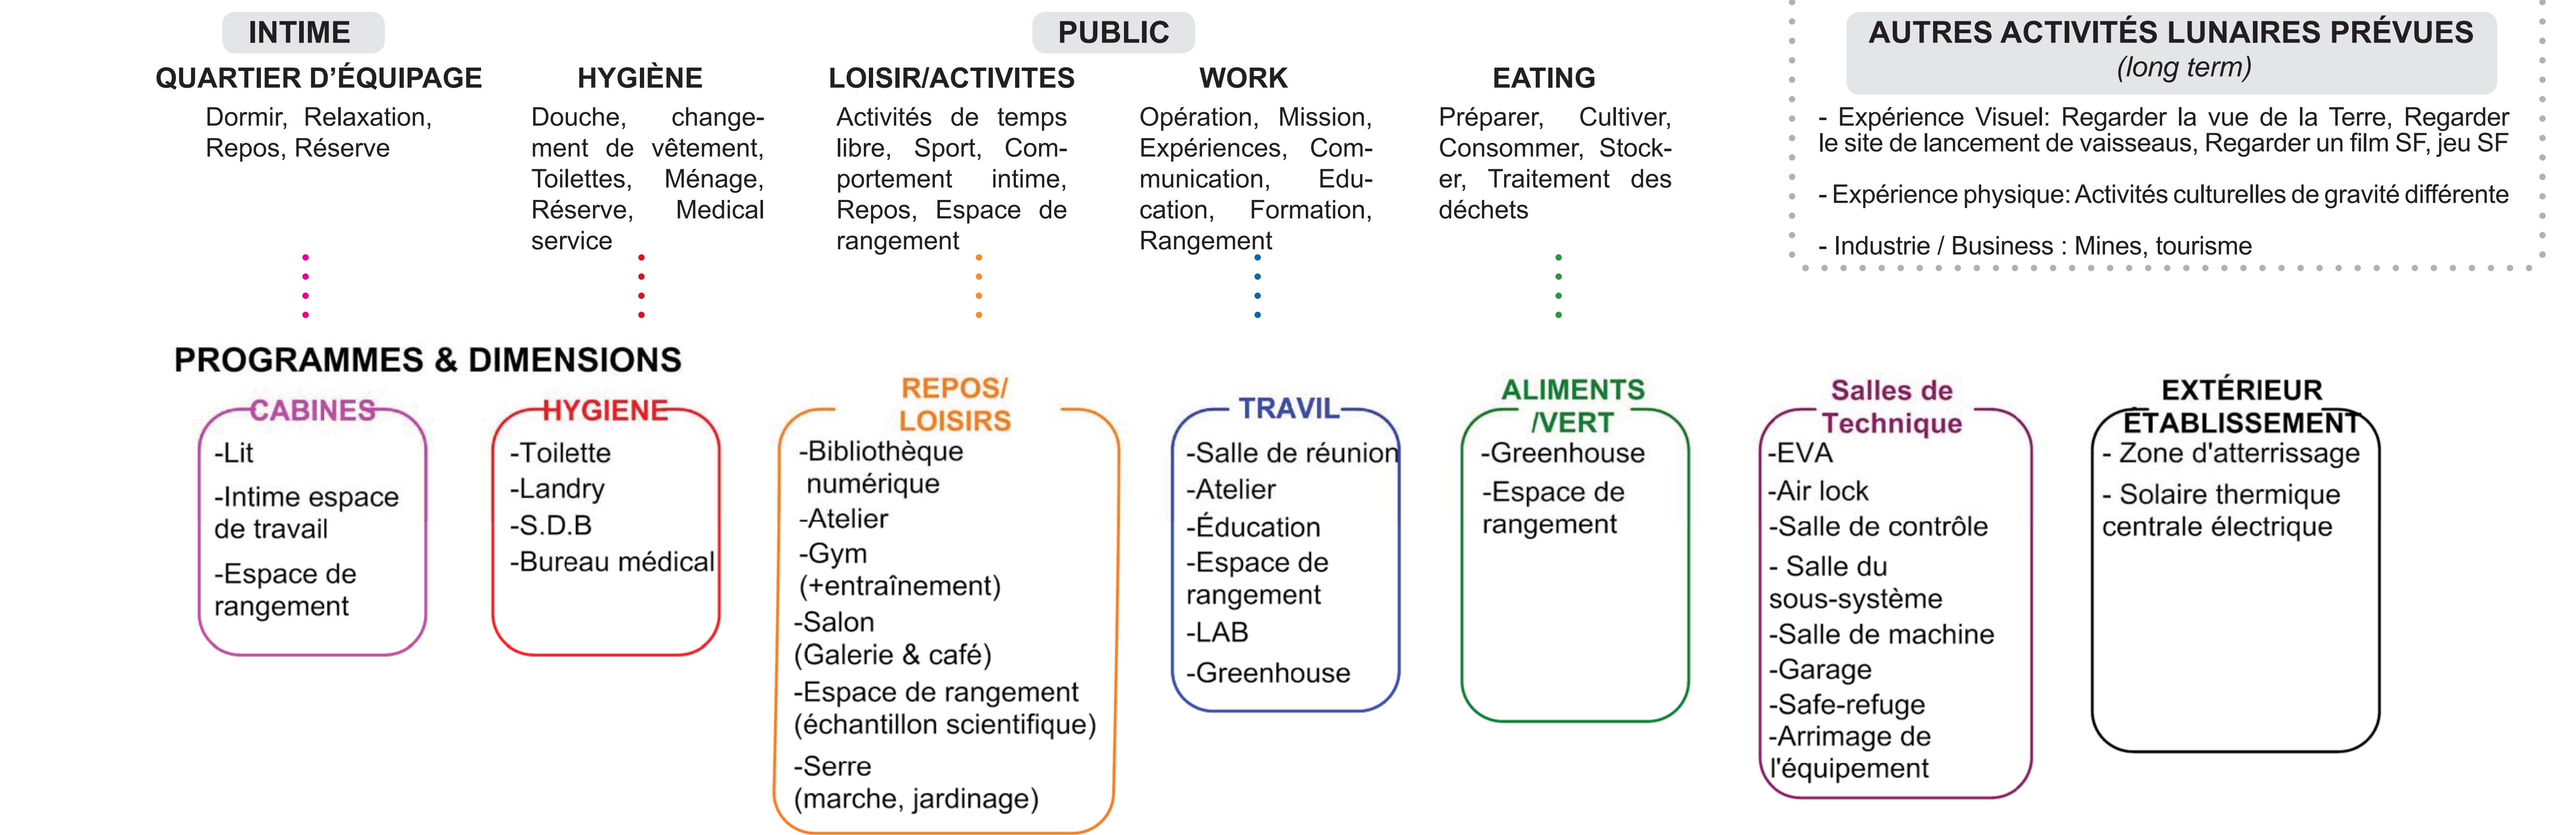 INTIME
QUARTIER D’ÉQUIPAGE
Dormir, Relaxation,
Repos, Réserve
HYGIÈNE
Douche, change-
ment de vêtement,
Toilettes, Ménage,
Réserve, Medical
service
PUBLIC
LOISIR/ACTIVITES
Activités de temps
libre, Sport, Com-
portement intime,
Repos, Espace de
rangement
WORK
Opération, Mission,
Expériences, Com-
munication, Edu-
cation, Formation,
Rangement
EATING
Préparer, Cultiver,
Consommer, Stock-
er, Traitement des
déchets
AUTRES ACTIVITÉS LUNAIRES PRÉVUES
(long term)
- Expérience Visuel: Regarder la vue de la Terre, Regarder
le site de lancement de vaisseaus, Regarder un film SF, jeu SF
- Expérience physique: Activités culturelles de gravité différente
- Industrie / Business : Mines, tourisme
PROGRAMMES & DIMENSIONS
CABINES
-Lit
-Intime espace
de travail
-Espace de
rangement
HYGIENE
-Toilette
-Landry
-S.D.B
-Bureau médical
REPOS/
LOISIRS
-Bibliothèque
numérique
-Atelier
-Gym
(+entraînement)
-Salon
(Galerie & café)
-Espace de rangement
(échantillon scientifique)
-Serre
(marche, jardinage)
TRAVIL
-Salle de réunion
-Atelier
-Éducation
-Espace de
rangement
-LAB
-Greenhouse
ALIMENTS
/VERT
-Greenhouse
-Espace de
rangement
Salles de
Technique
-EVA
-Air lock
-Salle de contrôle
- Salle du
sous-système
-Salle de machine
-Garage
-Safe-refuge
-Arrimage de
l'équipement
EXTÉRIEUR
ÉTABLISSEMENT
- Zone d'atterrissage
- Solaire thermique
centrale électrique